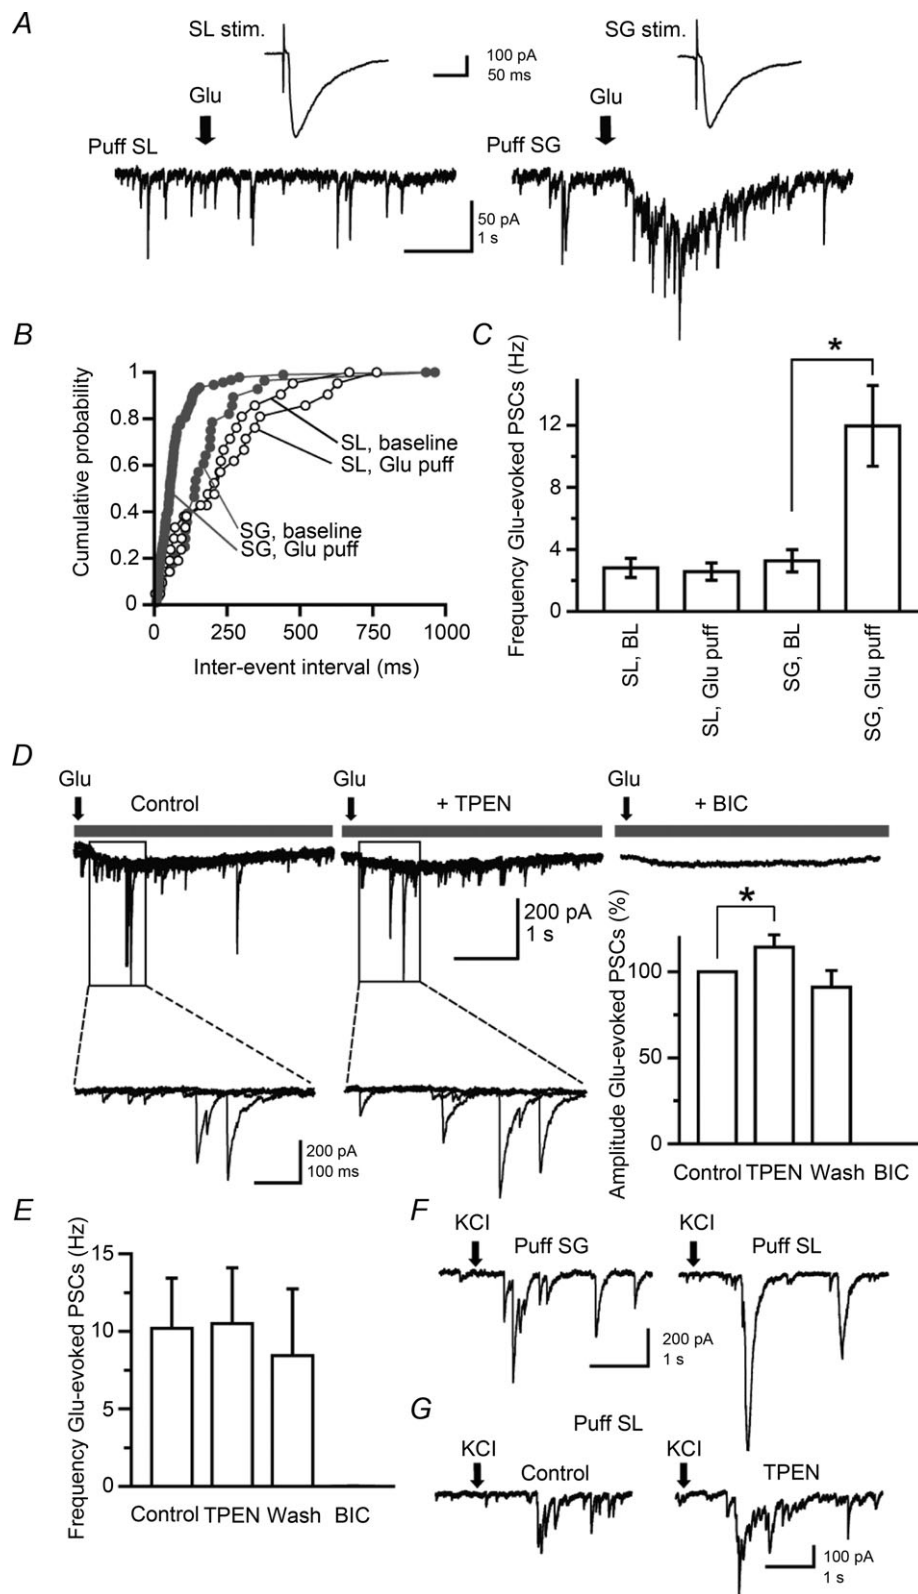 A
SL stim.
100 pA
50 ms
SG stim.
Glu
Glu
Puff SL
Puff SG
50 pA
1 s
B
Cumulative probability
1
0.8
0.6
0.4
0.2
0
SL, baseline
SL, Glu puff
SG, baseline
SG, Glu puff
0 250 500 750 1000
Inter-event interval (ms)
C
Frequency Glu-evoked PSCs (Hz)
*
12
8
4
0
SL, BL
SL, Glu puff
SG, BL
SG, Glu puff
D
Glu
Control
Glu
+ TPEN
Glu
+ BIC
200 pA
1 s
200 pA
100 ms
Amplitude Glu-evoked PSCs (%)
*
100
50
0
Control TPEN Wash BIC
E
Frequency Glu-evoked PSCs (Hz)
15
10
5
0
Control TPEN Wash BIC
F
KCl
Puff SG
KCl
Puff SL
200 pA
1 s
G
Puff SL
KCl
Control
KCl
TPEN
100 pA
1 s